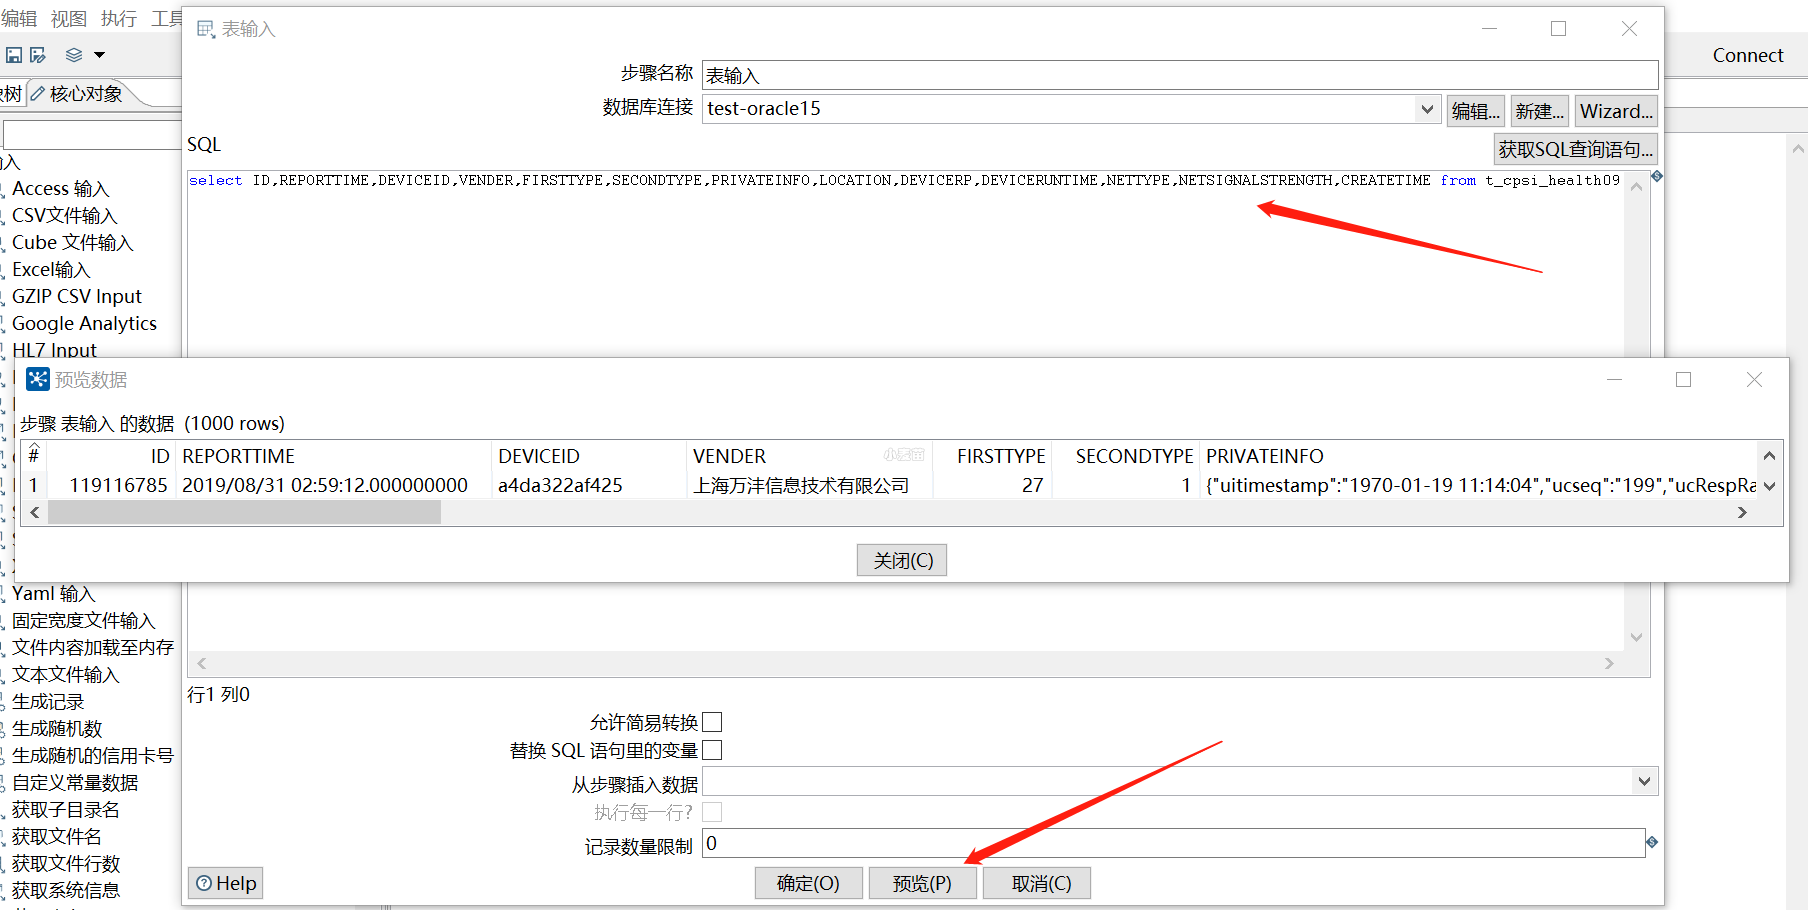 编辑 视图 执行 工具
表输入
Connect
核心对象
步骤名称 表输入
数据库连接 test-oracle15 编辑... 新建... Wizard...
SQL
获取SQL查询语句...
select ID,REPORTTIME,DEVICEID,VENDER,FIRSTTYPE,SECONDTYPE,PRIVATEINFO,LOCATION,DEVICERP,DEVICERUNTIME,NETTYPE,NETSIGNALSTRENGTH,CREATETIME from t_cpsi_health09
入
Access 输入
CSV文件输入
Cube 文件输入
Excel输入
GZIP CSV Input
Google Analytics
HL7 Input
预览数据
步骤 表输入 的数据 (1000 rows)
# ID REPORTTIME DEVICEID VENDER FIRSTTYPE SECONDTYPE PRIVATEINFO
1 119116785 2019/08/31 02:59:12.000000000 a4da322af425 上海万沣信息技术有限公司 27 1 {"uitimestamp":"1970-01-19 11:14:04","ucseq":"199","ucRespRa
关闭(C)
Yaml 输入
固定宽度文件输入
文件内容加载至内存
文本文件输入
生成记录
生成随机数
生成随机的信用卡号
自定义常量数据
获取子目录名
获取文件名
获取文件行数
获取系统信息
行1 列0
允许简易转换
替换 SQL 语句里的变量
从步骤插入数据
执行每一行?
记录数量限制 0
Help 确定(O) 预览(P) 取消(C)